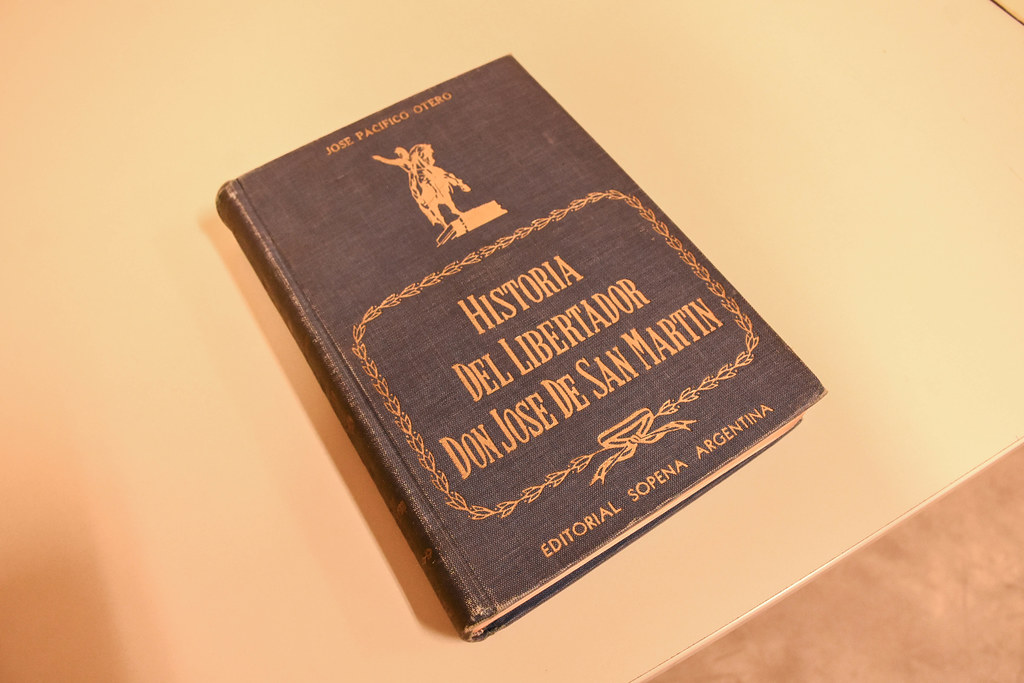 JOSE PACIFICO OTERO
HISTORIA
DEL LIBERTADOR
DON JOSE DE SAN MARTIN
EDITORIAL SOPENA ARGENTINA